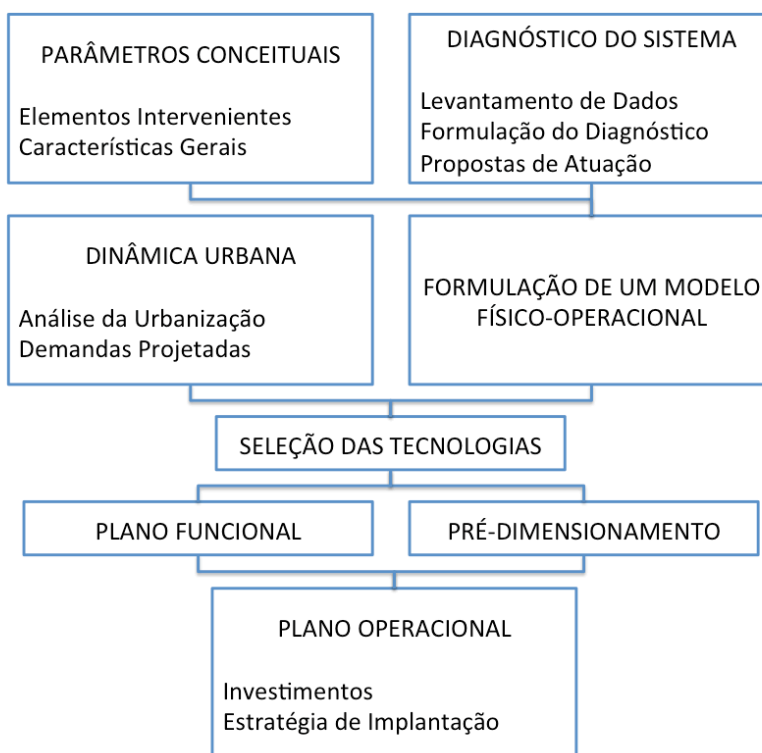 PARÂMETROS CONCEITUAIS
Elementos Intervenientes
Características Gerais
DIAGNÓSTICO DO SISTEMA
Levantamento de Dados
Formulação do Diagnóstico
Propostas de Atuação
DINÂMICA URBANA
Análise da Urbanização
Demandas Projetadas
FORMULAÇÃO DE UM MODELO
FÍSICO-OPERACIONAL
SELEÇÃO DAS TECNOLOGIAS
PLANO FUNCIONAL
PRÉ-DIMENSIONAMENTO
PLANO OPERACIONAL
Investimentos
Estratégia de Implantação